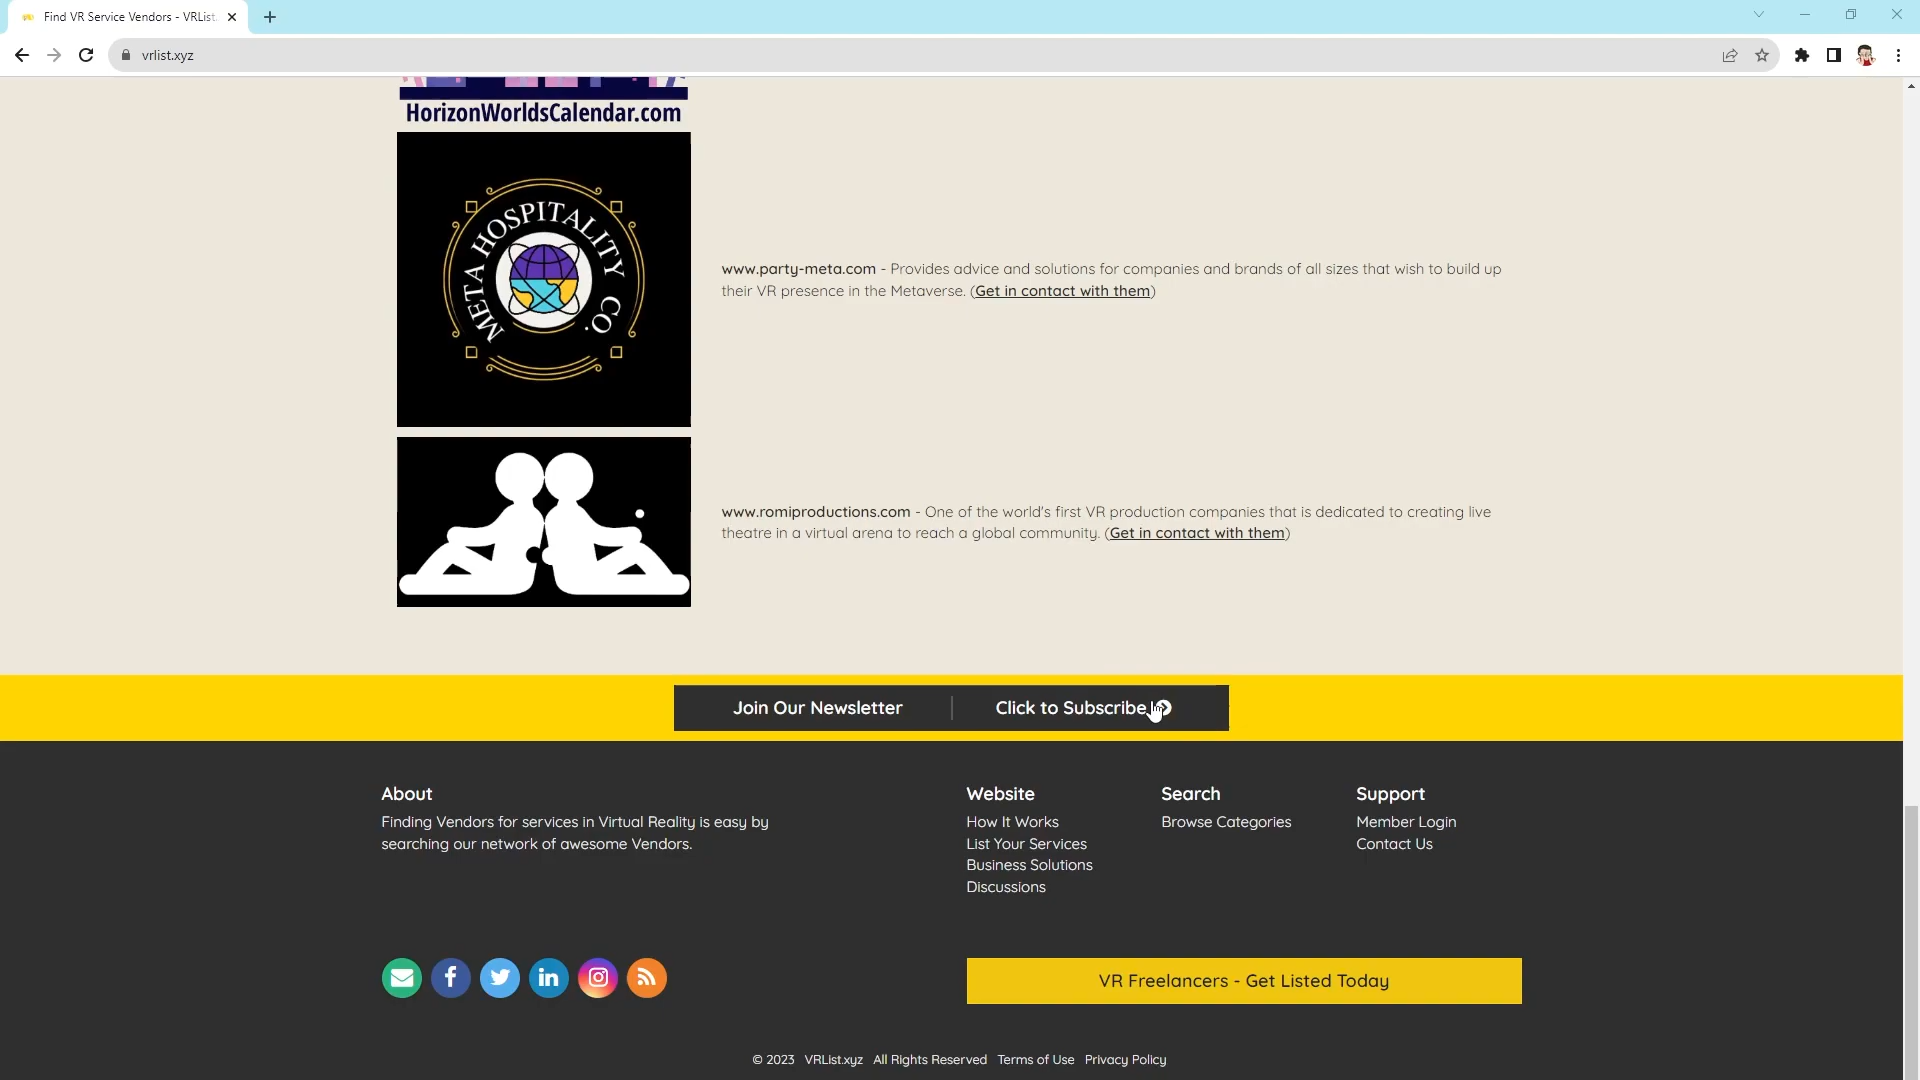 Find VR Service Vendors - VRList.
vrlist.xyz
HorizonWorldsCalendar.com
META HOSPITALITY CO.
www.party-meta.com - Provides advice and solutions for companies and brands of all sizes that wish to build up
their VR presence in the Metaverse. (Get in contact with them)
www.romiproductions.com - One of the world's first VR production companies that is dedicated to creating live
theatre in a virtual arena to reach a global community. (Get in contact with them)
Join Our Newsletter
Click to Subscribe
About
Finding Vendors for services in Virtual Reality is easy by
searching our network of awesome Vendors.
Website
How It Works
List Your Services
Business Solutions
Discussions
Search
Browse Categories
Support
Member Login
Contact Us
VR Freelancers - Get Listed Today
© 2023 VRList.xyz All Rights Reserved Terms of Use Privacy Policy